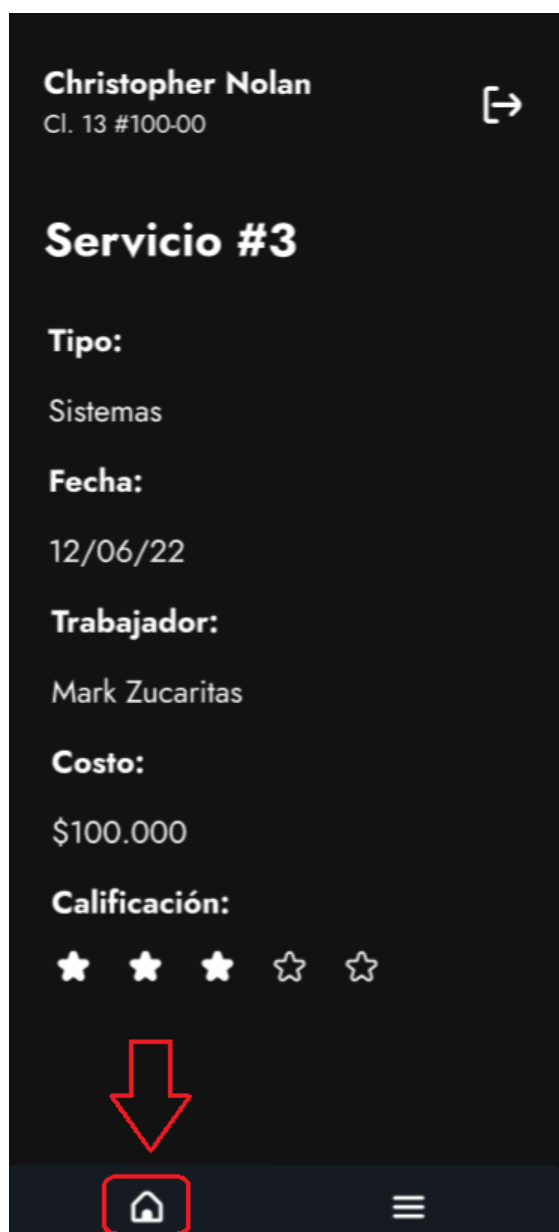 Christopher Nolan
Cl. 13 #100-00
Servicio #3
Tipo:
Sistemas
Fecha:
12/06/22
Trabajador:
Mark Zucaritas
Costo:
$100.000
Calificación: